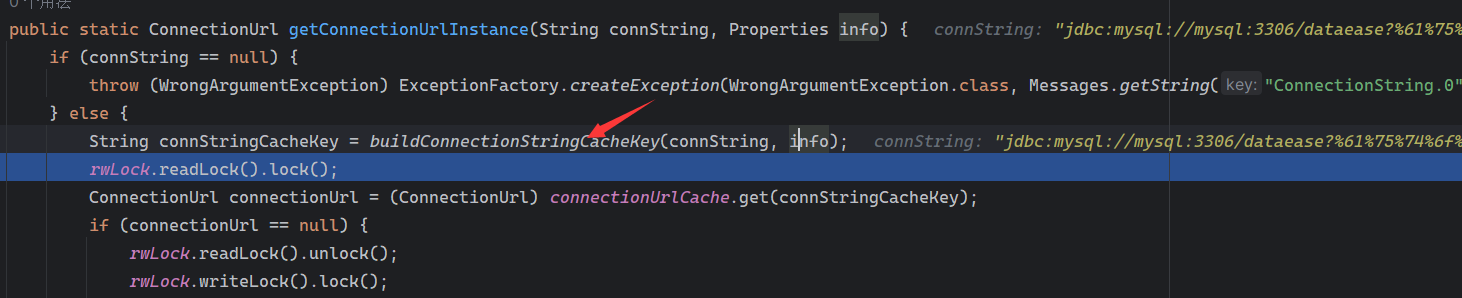 0 个用法
public static ConnectionUrl getConnectionUrlInstance(String connString, Properties info) { connString: "jdbc:mysql://mysql:3306/dataease?%61%75%
if (connString == null) {
throw (WrongArgumentException) ExceptionFactory.createException(WrongArgumentException.class, Messages.getString( key: "ConnectionString.0"
} else {
String connStringCacheKey = buildConnectionStringCacheKey(connString, info); connString: "jdbc:mysql://mysql:3306/dataease?%61%75%74%6f%
rwLock.readLock().lock();
ConnectionUrl connectionUrl = (ConnectionUrl) connectionUrlCache.get(connStringCacheKey);
if (connectionUrl == null) {
rwLock.readLock().unlock();
rwLock.writeLock().lock();